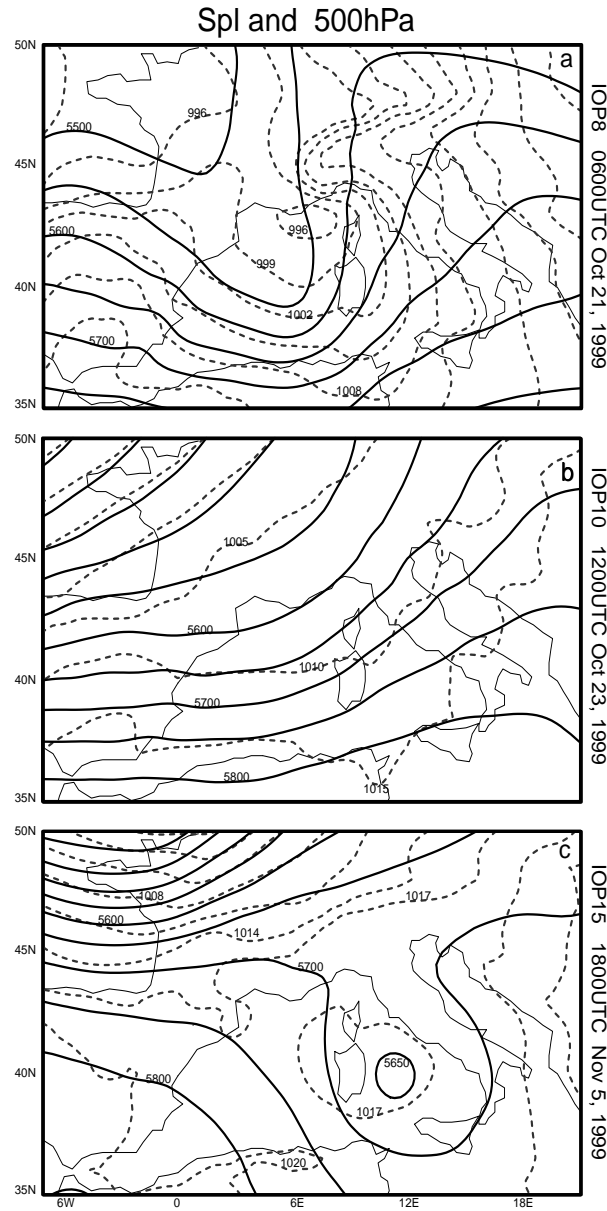 Spl and 500hPa
50N
a
996
5500
45N
5600
996
999
40N
1002
5700
1008
35N
IOP8 0600UTC Oct 21, 1999
50N
b
1005
45N
5600
1010
40N
5700
5800
1015
35N
IOP10 1200UTC Oct 23, 1999
50N
c
1008
1017
5600
1014
45N
5700
5650
5800
40N
1017
1020
35N
6W 0 6E 12E 18E
IOP15 1800UTC Nov 5, 1999